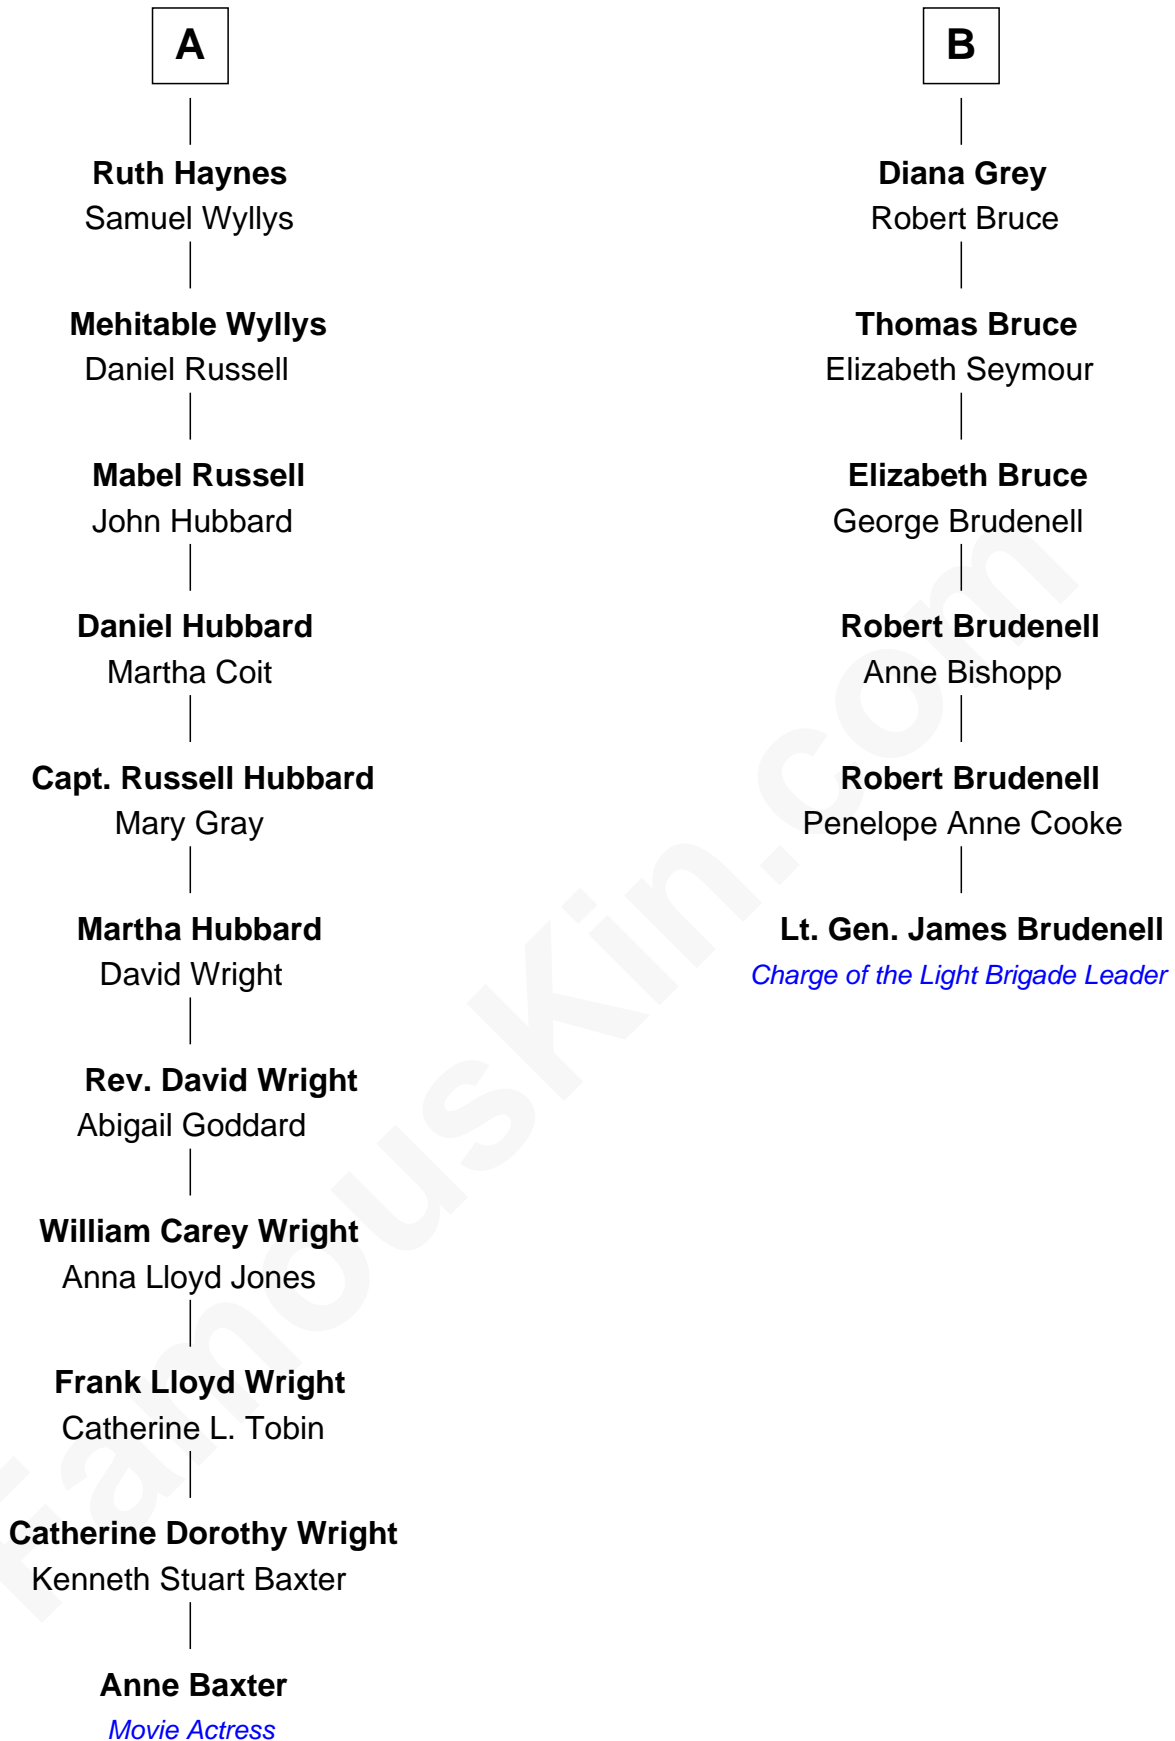 A
Ruth Haynes
Samuel Wyllys
Mehitable Wyllys
Daniel Russell
Mabel Russell
John Hubbard
Daniel Hubbard
Martha Coit
Capt. Russell Hubbard
Mary Gray
Martha Hubbard
David Wright
Rev. David Wright
Abigail Goddard
William Carey Wright
Anna Lloyd Jones
Frank Lloyd Wright
Catherine L. Tobin
Catherine Dorothy Wright
Kenneth Stuart Baxter
Anne Baxter
Movie Actress
B
Diana Grey
Robert Bruce
Thomas Bruce
Elizabeth Seymour
Elizabeth Bruce
George Brudenell
Robert Brudenell
Anne Bishopp
Robert Brudenell
Penelope Anne Cooke
Lt. Gen. James Brudenell
Charge of the Light Brigade Leader
FamousKin.com